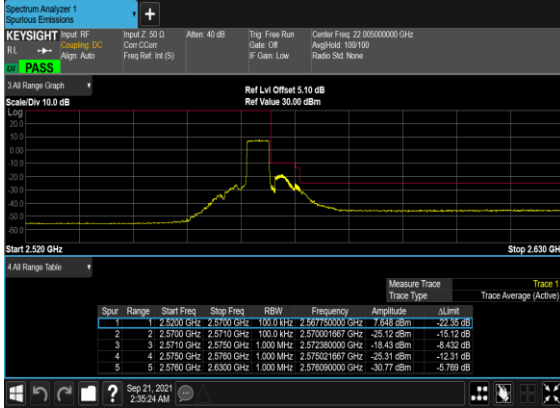 Spectrum Analyzer 1
Spurious Emissions
+
KEYSIGHT Input: RF Input Z: 50 Ω Atten: 40 dB Trig: Free Run Center Freq: 22.005000000 GHz
RL Coupling: DC Corr CCorr Gate: Off Avg|Hold: 100/100
Align: Auto Freq Ref: Int (S) IF Gain: Low Radio Std: None
LXI PASS
3 All Range Graph
Ref Lvl Offset 5.10 dB
Scale/Div 10.0 dB Ref Value 30.00 dBm
Log
20.0
10.0
0.00
-10.0
-20.0
-30.0
-40.0
-50.0
-60.0
Start 2.520 GHz Stop 2.630 GH
4 All Range Table
Measure Trace Trace 1
Trace Type Trace Average (Active)
Spur Range Start Freq Stop Freq RBW Frequency Amplitude ΔLimit
1 1 2.5200 GHz 2.5700 GHz 100.0 kHz 2.567750000 GHz 7.648 dBm -22.35 dB
2 2 2.5700 GHz 2.5710 GHz 100.0 kHz 2.570001667 GHz -25.12 dBm -15.12 dB
3 3 2.5710 GHz 2.5750 GHz 1.000 MHz 2.572380000 GHz -18.43 dBm -8.432 dB
4 4 2.5750 GHz 2.5760 GHz 1.000 MHz 2.575021667 GHz -25.31 dBm -12.31 dB
5 5 2.5760 GHz 2.6300 GHz 1.000 MHz 2.576090000 GHz -30.77 dBm -5.769 dB
? Sep 21, 2021
2:35:24 AM